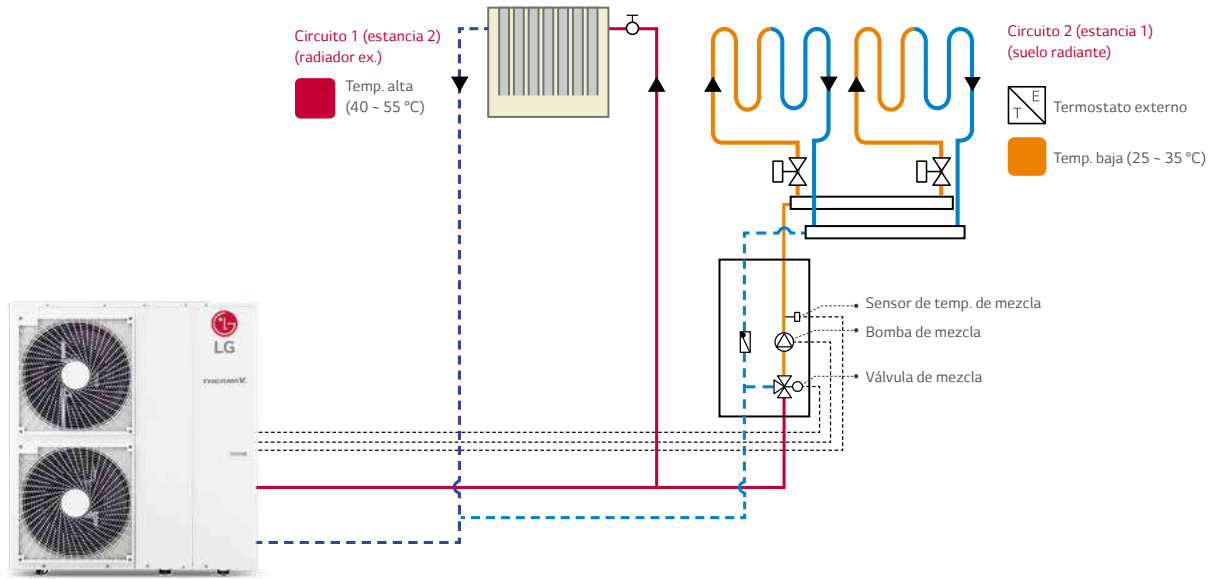 Circuito 1 (estancia 2)
(radiador ex.)
Temp. alta
(40 ~ 55 °C)
Circuito 2 (estancia 1)
(suelo radiante)
T E
Termostato externo
Temp. baja (25 ~ 35 °C)
Sensor de temp. de mezcla
Bomba de mezcla
Válvula de mezcla
LG
THERMA V.